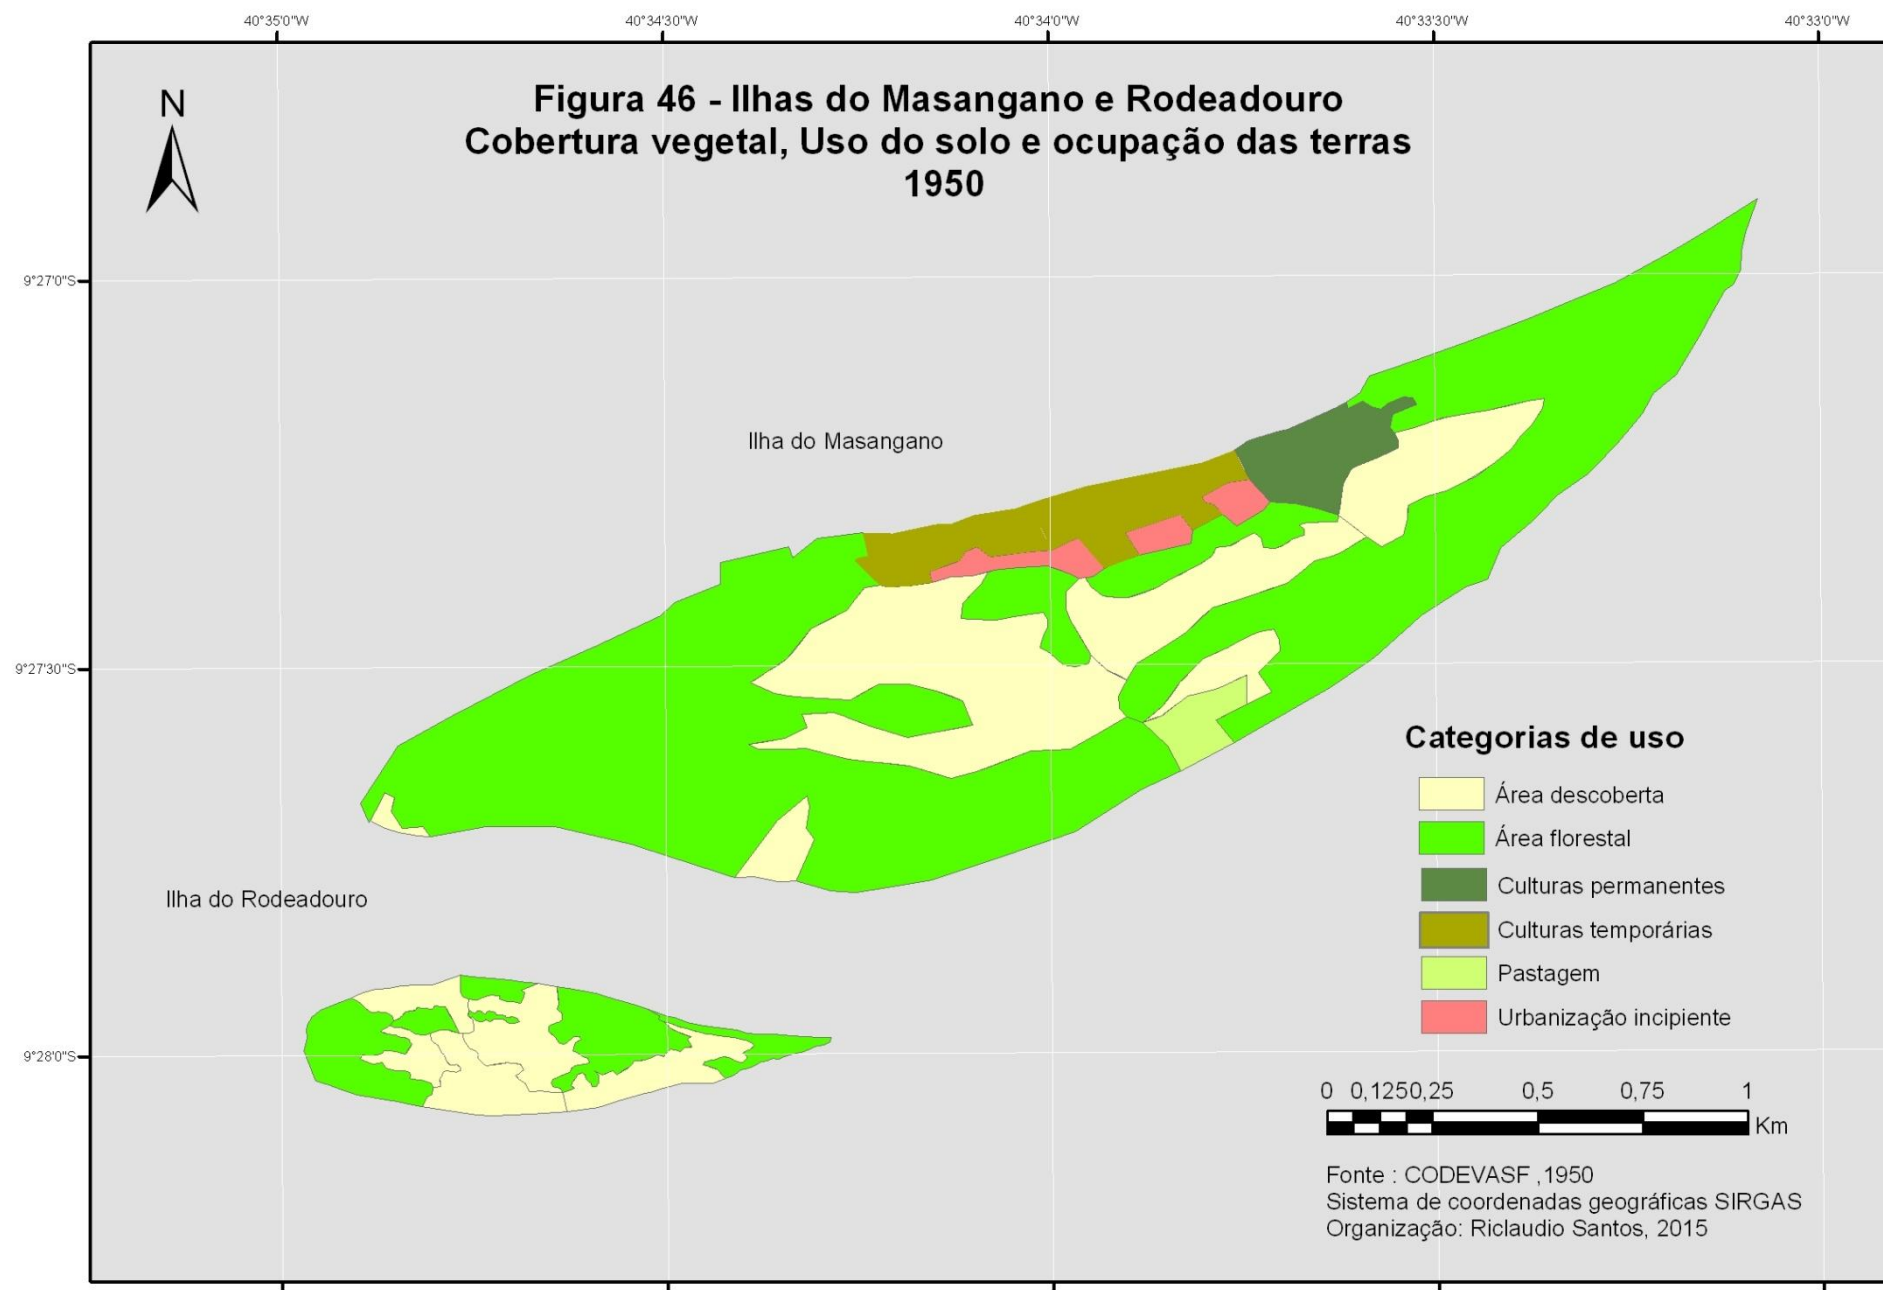 40°35'0"W 40°34'30"W 40°34'0"W 40°33'30"W 40°33'0"W
N
Figura 46 - Ilhas do Masangano e Rodeadouro
Cobertura vegetal, Uso do solo e ocupação das terras
1950
9°27'0"S
Ilha do Masangano
9°27'30"S
Categorias de uso
Área descoberta
Área florestal
Culturas permanentes
Ilha do Rodeadouro
Culturas temporárias
Pastagem
Urbanização incipiente
9°28'0"S
0 0,1250,25 0,5 0,75 1
Km
Fonte : CODEVASF ,1950
Sistema de coordenadas geográficas SIRGAS
Organização: Riclaudio Santos, 2015